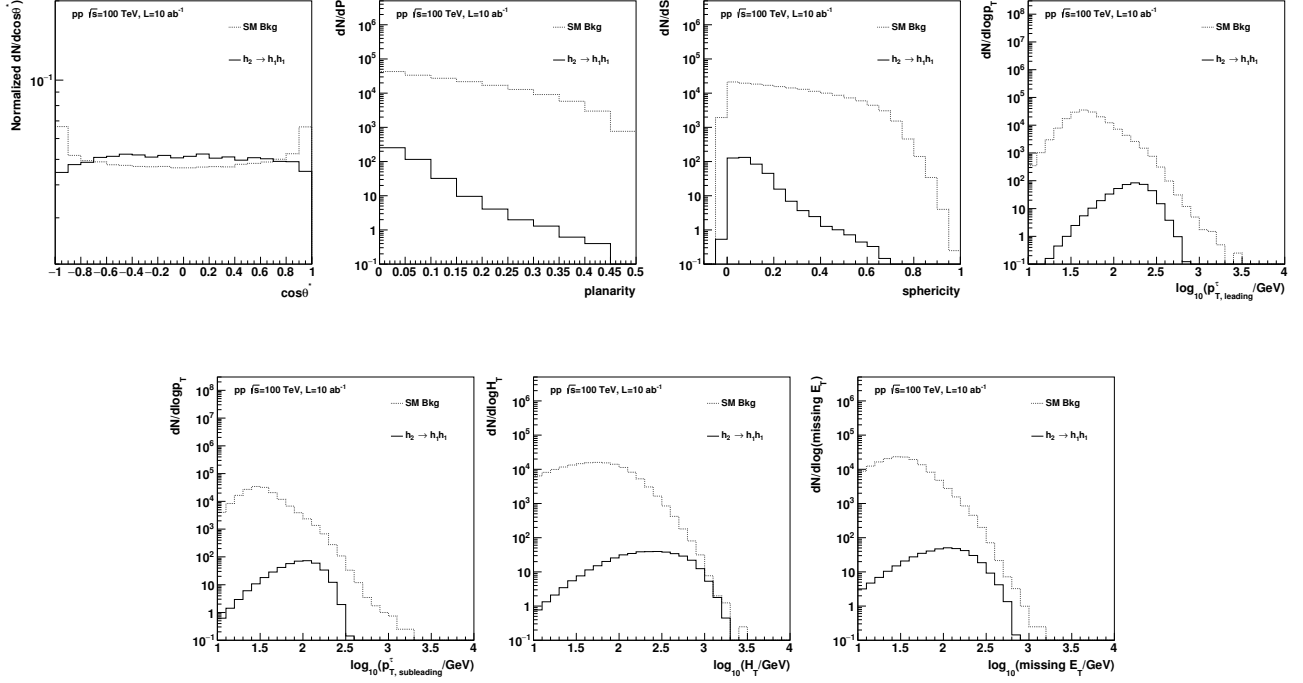 pp √s=100 TeV, L=10 ab⁻¹
SM Bkg
h₂ → h₁h₁
Normalized dN/dcosθ*
10⁻¹
−1 −0.8 −0.6 −0.4 −0.2 0 0.2 0.4 0.6 0.8 1
cosθ*
pp √s=100 TeV, L=10 ab⁻¹
SM Bkg
h₂ → h₁h₁
dN/dP
10⁶
10⁵
10⁴
10³
10²
10
1
10⁻¹
0 0.05 0.1 0.15 0.2 0.25 0.3 0.35 0.4 0.45 0.5
planarity
pp √s=100 TeV, L=10 ab⁻¹
SM Bkg
h₂ → h₁h₁
dN/dS
10⁶
10⁵
10⁴
10³
10²
10
1
10⁻¹
0 0.2 0.4 0.6 0.8 1
sphericity
pp √s=100 TeV, L=10 ab⁻¹
SM Bkg
h₂ → h₁h₁
dN/dlogp_T
10⁸
10⁷
10⁶
10⁵
10⁴
10³
10²
10
1
10⁻¹
1 1.5 2 2.5 3 3.5 4
log₁₀(p^τ_T, leading/GeV)
pp √s=100 TeV, L=10 ab⁻¹
SM Bkg
h₂ → h₁h₁
dN/dlogp_T
10⁸
10⁷
10⁶
10⁵
10⁴
10³
10²
10
1
10⁻¹
1 1.5 2 2.5 3 3.5 4
log₁₀(p^τ_T, subleading/GeV)
pp √s=100 TeV, L=10 ab⁻¹
SM Bkg
h₂ → h₁h₁
dN/dlogH_T
10⁶
10⁵
10⁴
10³
10²
10
1
10⁻¹
1 1.5 2 2.5 3 3.5 4
log₁₀(H_T/GeV)
pp √s=100 TeV, L=10 ab⁻¹
SM Bkg
h₂ → h₁h₁
dN/dlog(missing E_T)
10⁶
10⁵
10⁴
10³
10²
10
1
10⁻¹
1 1.5 2 2.5 3 3.5 4
log₁₀(missing E_T/GeV)